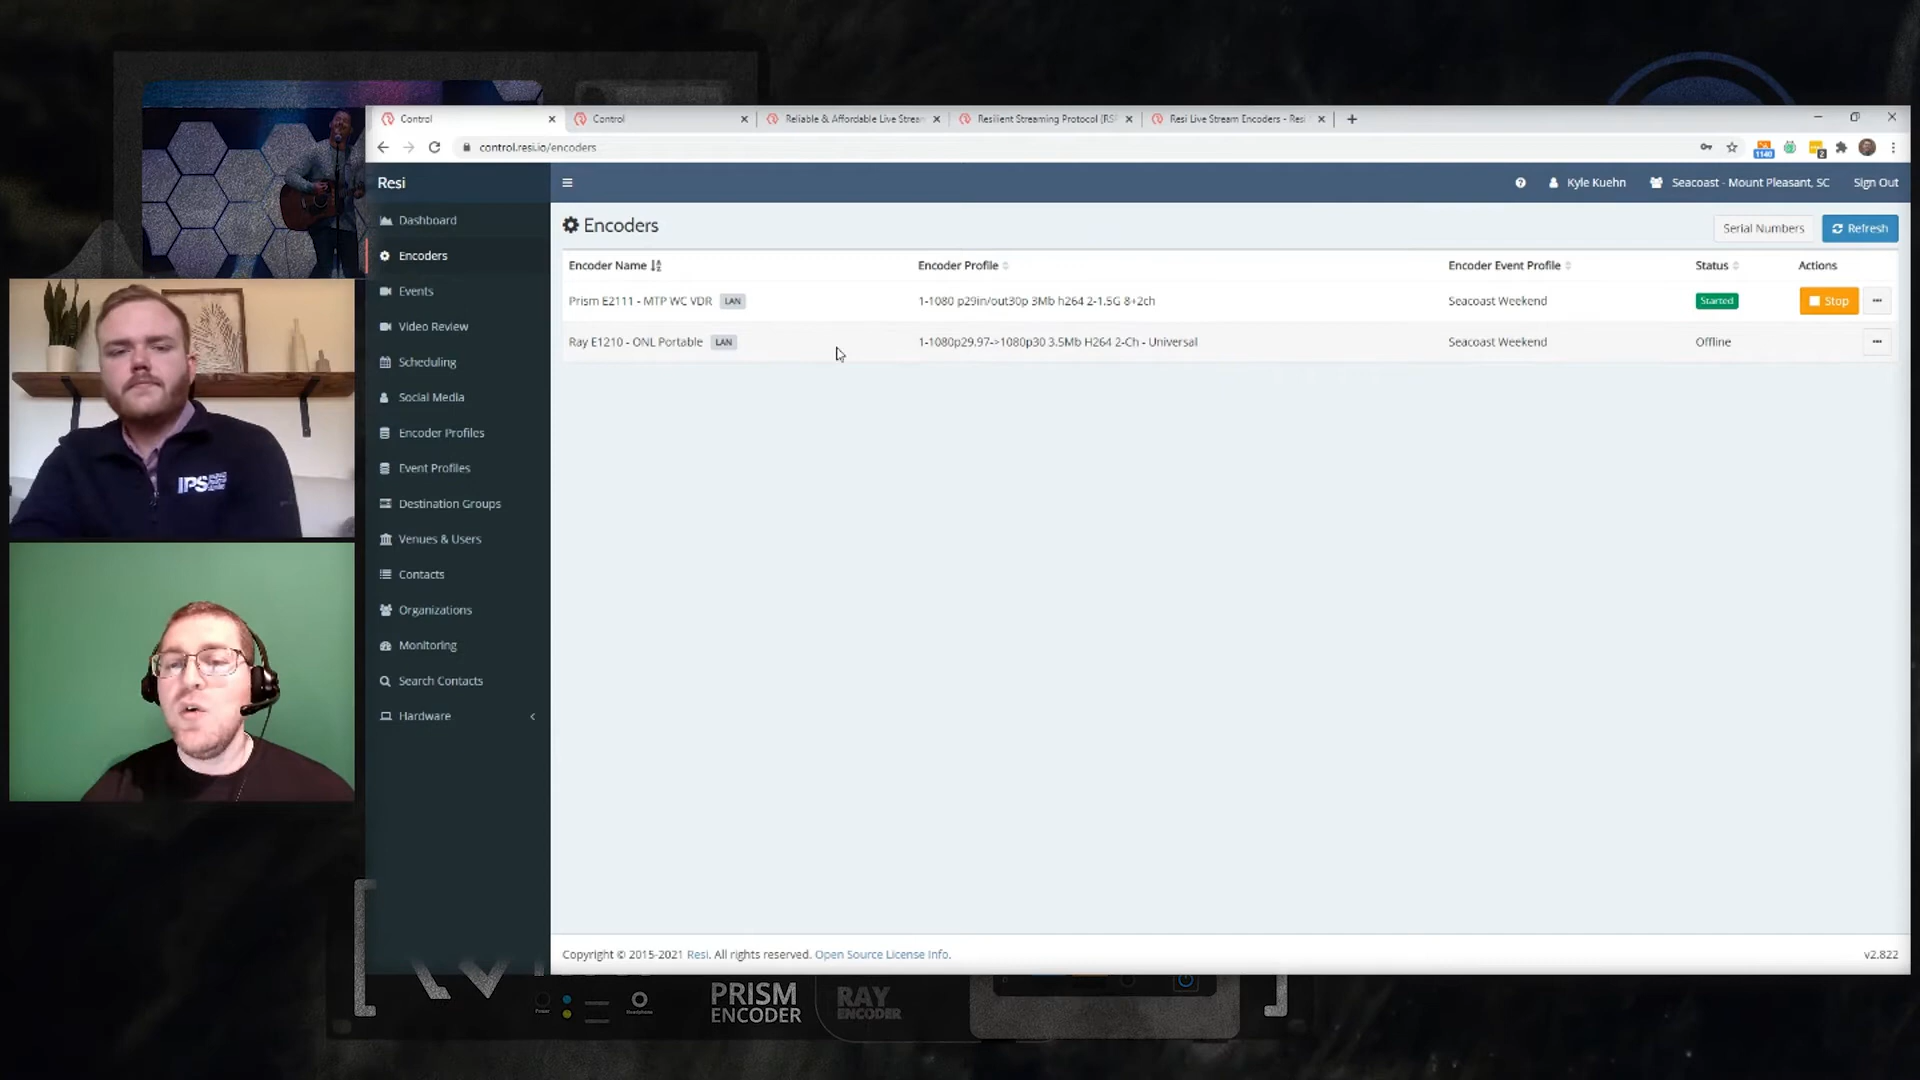 Control
Control
Reliable & Affordable Live Stream
Resilient Streaming Protocol (RS
Resi Live Stream Encoders - Resi
control.resi.io/encoders
1140
2
Resi
Kyle Kuehn
Seacoast - Mount Pleasant, SC
Sign Out
Dashboard
Encoders
Events
Video Review
Scheduling
Social Media
Encoder Profiles
Event Profiles
Destination Groups
Venues & Users
Contacts
Organizations
Monitoring
Search Contacts
Hardware
Encoders
Serial Numbers
Refresh
Encoder Name
Encoder Profile
Encoder Event Profile
Status
Actions
Prism E2111 - MTP WC VDR LAN
1-1080 p29in/out30p 3Mb h264 2-1.5G 8+2ch
Seacoast Weekend
Started
Stop
Ray E1210 - ONL Portable LAN
1-1080p29.97->1080p30 3.5Mb H264 2-Ch - Universal
Seacoast Weekend
Offline
Copyright © 2015-2021 Resi. All rights reserved. Open Source License Info.
v2.822
IPS
Power
PRISM
ENCODER
RAY
ENCODER